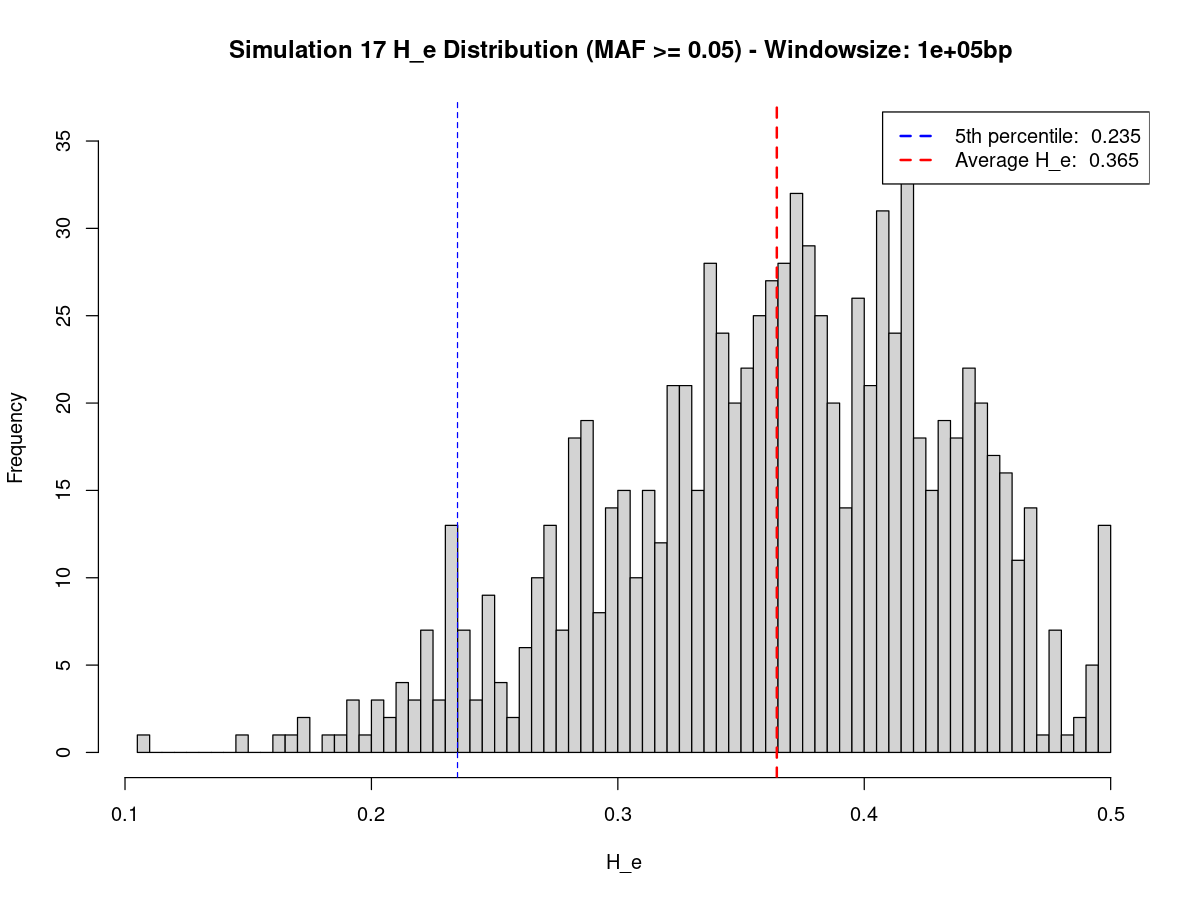 Simulation 17 H_e Distribution (MAF >= 0.05) - Windowsize: 1e+05bp
5th percentile: 0.235
Average H_e: 0.365
Frequency
35
30
25
20
15
10
5
0
0.1 0.2 0.3 0.4 0.5
H_e